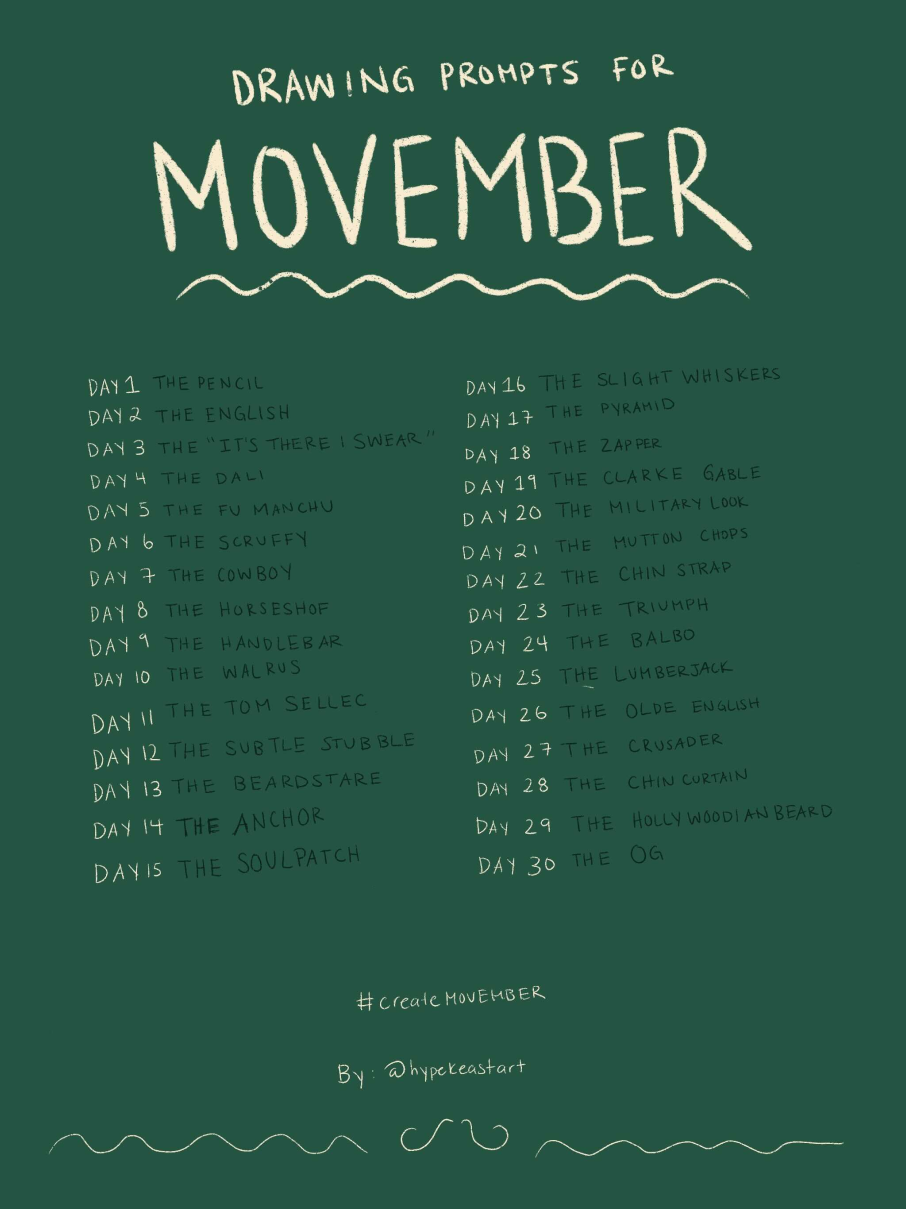 DRAWING PROMPTS FOR
MOVEMBER
DAY 1 THE PENCIL
DAY 2 THE ENGLISH
DAY 3 THE "IT'S THERE I SWEAR"
DAY 4 THE DALI
DAY 5 THE FU MANCHU
DAY 6 THE SCRUFFY
DAY 7 THE COWBOY
DAY 8 THE HORSESHOE
DAY 9 THE HANDLEBAR
DAY 10 THE WALRUS
DAY 11 THE TOM SELLEC
DAY 12 THE SUBTLE STUBBLE
DAY 13 THE BEARDSTARE
DAY 14 THE ANCHOR
DAY 15 THE SOULPATCH
DAY 16 THE SLIGHT WHISKERS
DAY 17 THE PYRAMID
DAY 18 THE ZAPPER
DAY 19 THE CLARKE GABLE
DAY 20 THE MILITARY LOOK
DAY 21 THE MUTTON CHOPS
DAY 22 THE CHIN STRAP
DAY 23 THE TRIUMPH
DAY 24 THE BALBO
DAY 25 THE LUMBERJACK
DAY 26 THE OLDE ENGLISH
DAY 27 THE CRUSADER
DAY 28 THE CHIN CURTAIN
DAY 29 THE HOLLYWOODIAN BEARD
DAY 30 THE OG
#createMOVEMBER
By: @hypekeastart